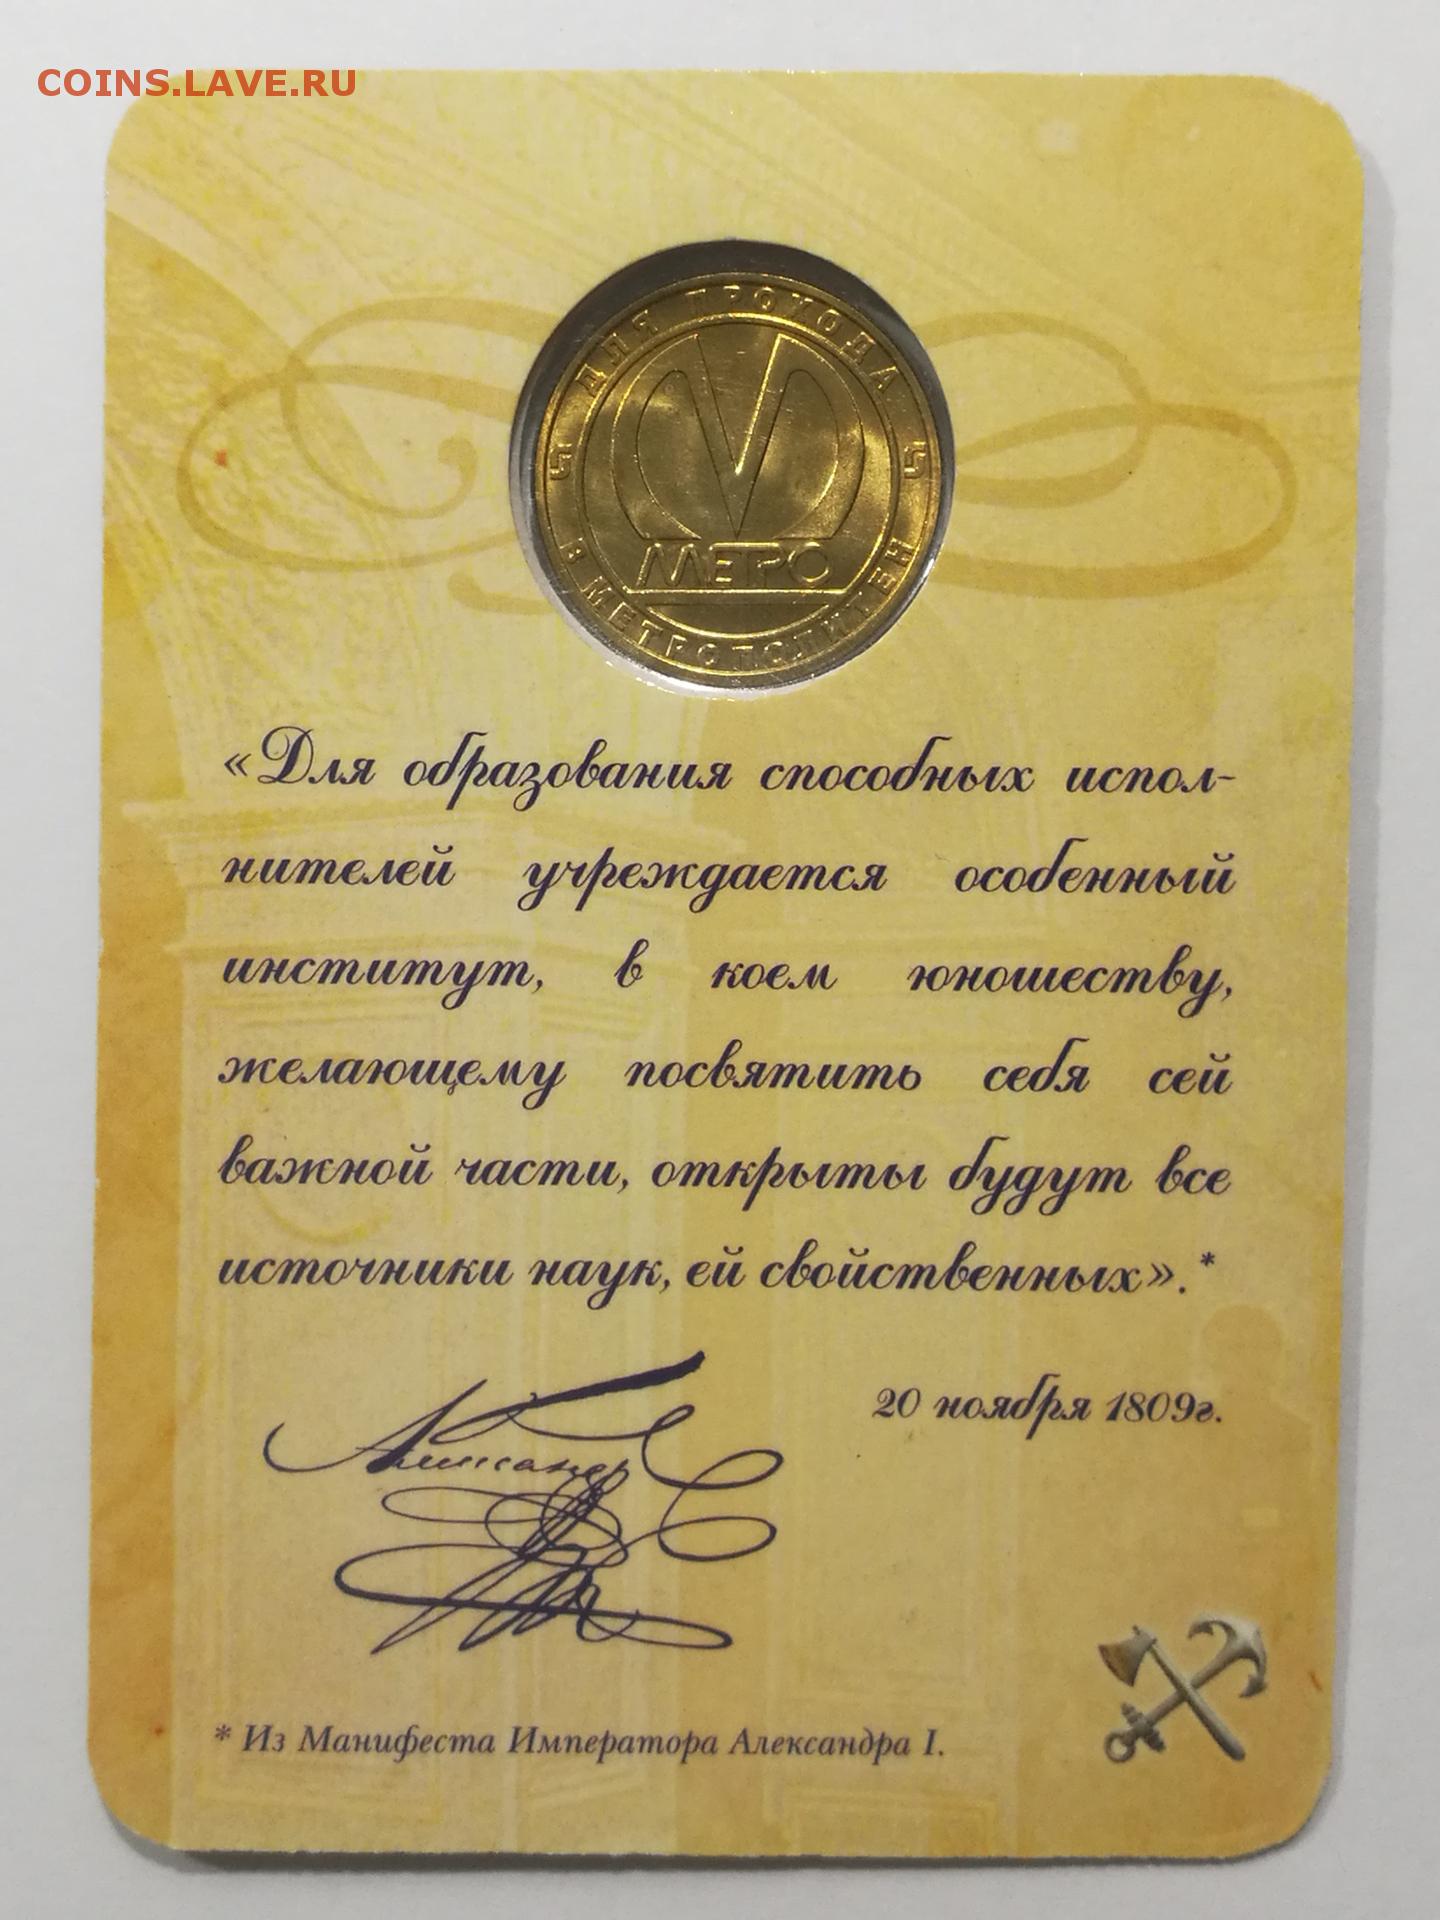 COINS.LAVE.RU
ДЛЯ ПРОХОДА
5 5
МЕТРО
В МЕТРОПОЛИТЕН
«Для образования способных испол-
нителей учреждается особенный
институт, в коем юношеству,
желающему посвятить себя сей
важной части, открыты будут все
источники наук, ей свойственных».*
20 ноября 1809г.
Александр
* Из Манифеста Императора Александра I.